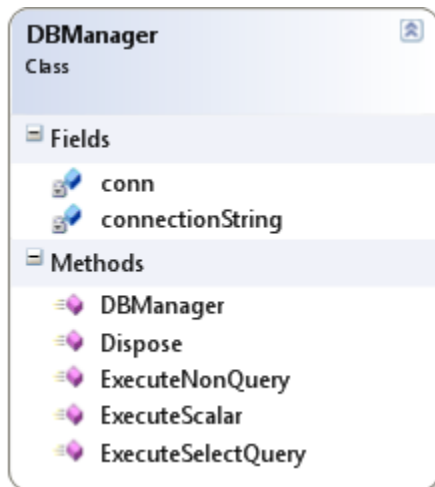 DBManager
Class
Fields
conn
connectionString
Methods
DBManager
Dispose
ExecuteNonQuery
ExecuteScalar
ExecuteSelectQuery